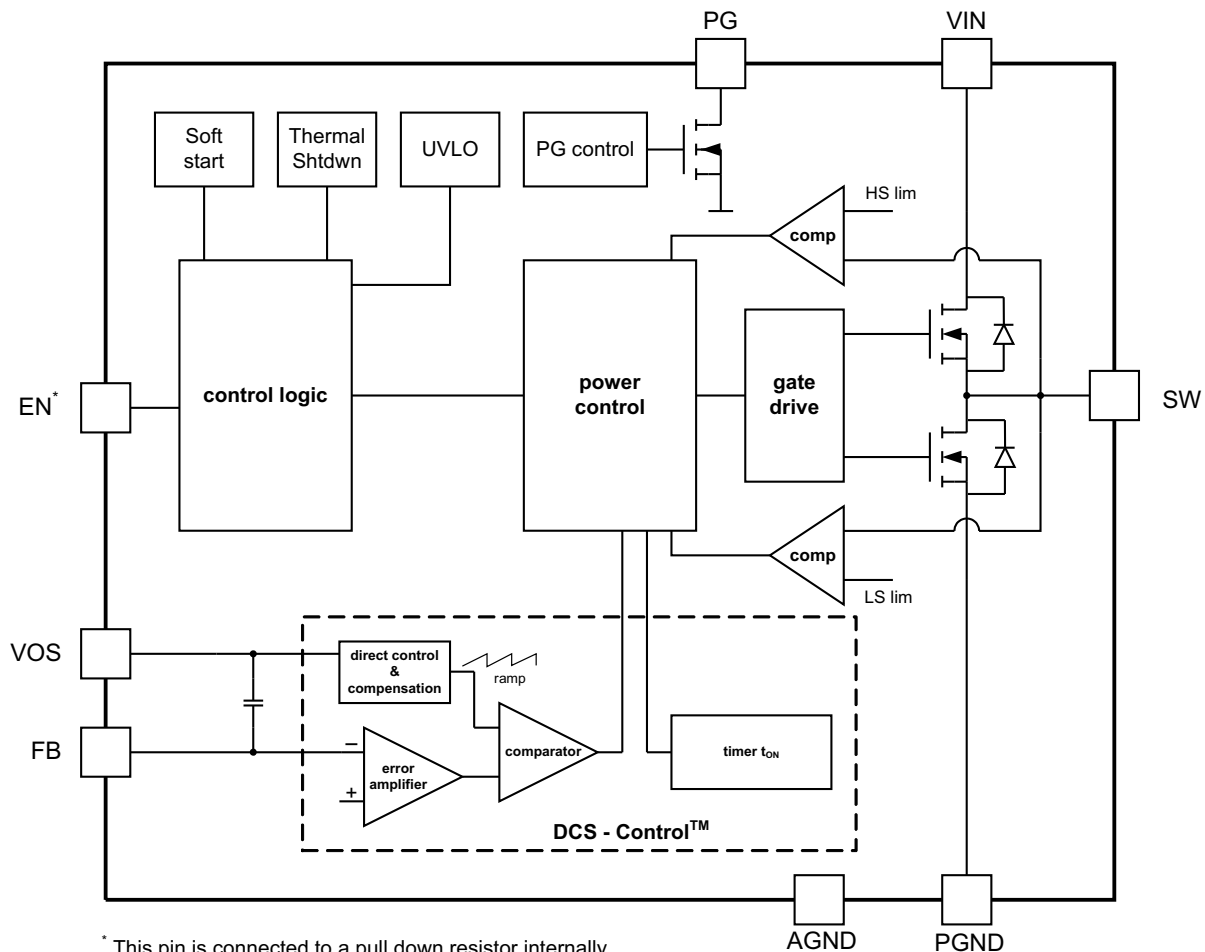 PG
VIN
Soft
start
Thermal
Shtdwn
UVLO
PG control
HS lim
comp
control logic
power
control
gate
drive
EN*
SW
comp
LS lim
VOS
direct control
&
compensation
ramp
FB
−
error
amplifier
+
comparator
timer tON
DCS - Control™
* This pin is connected to a pull down resistor internally
AGND
PGND